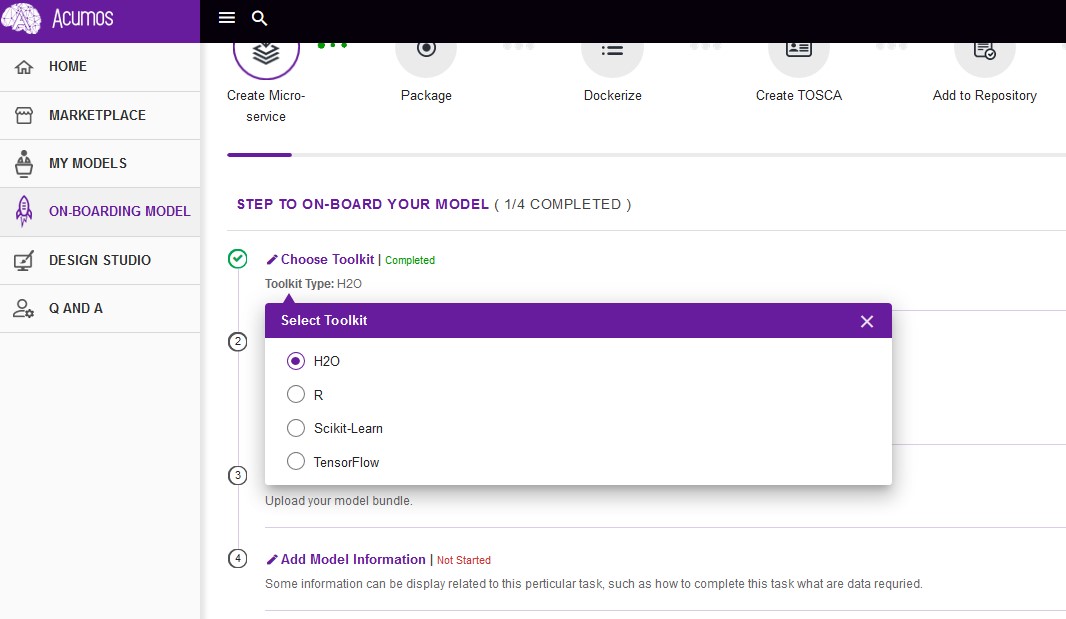 Acumos
HOME
MARKETPLACE
MY MODELS
ON-BOARDING MODEL
DESIGN STUDIO
Q AND A
Create Micro-
service
Package
Dockerize
Create TOSCA
Add to Repository
STEP TO ON-BOARD YOUR MODEL ( 1/4 COMPLETED )
Choose Toolkit | Completed
Toolkit Type: H2O
Select Toolkit
H2O
R
Scikit-Learn
TensorFlow
2
3
Upload your model bundle.
4
Add Model Information | Not Started
Some information can be display related to this perticular task, such as how to complete this task what are data requried.